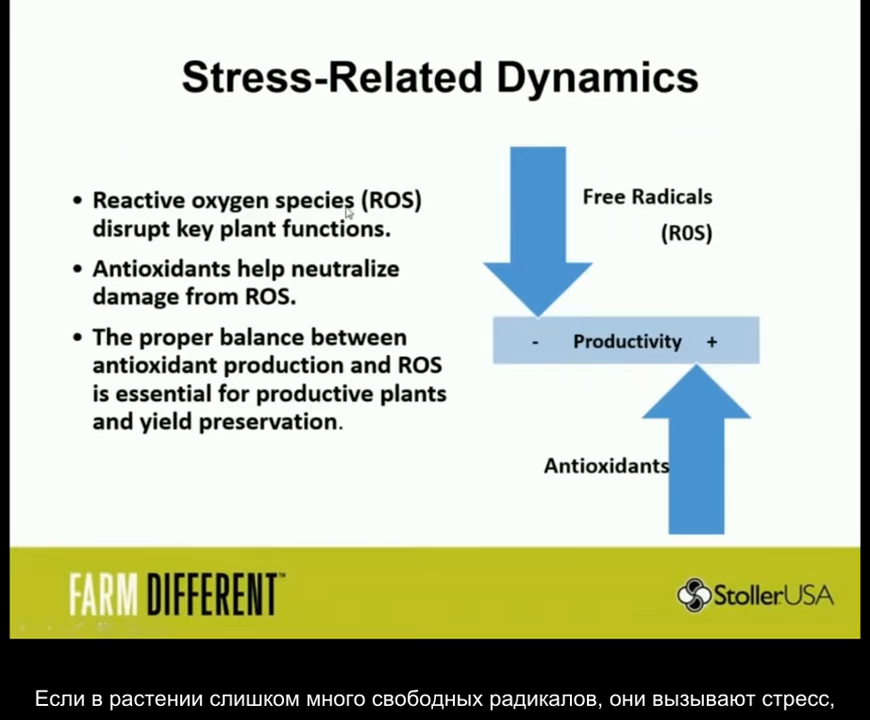 Stress-Related Dynamics
• Reactive oxygen species (ROS)
disrupt key plant functions.
• Antioxidants help neutralize
damage from ROS.
• The proper balance between
antioxidant production and ROS
is essential for productive plants
and yield preservation.
Free Radicals
(R0S)
- Productivity +
Antioxidants
FARM DIFFERENT™
StollerUSA
Если в растении слишком много свободных радикалов, они вызывают стресс,